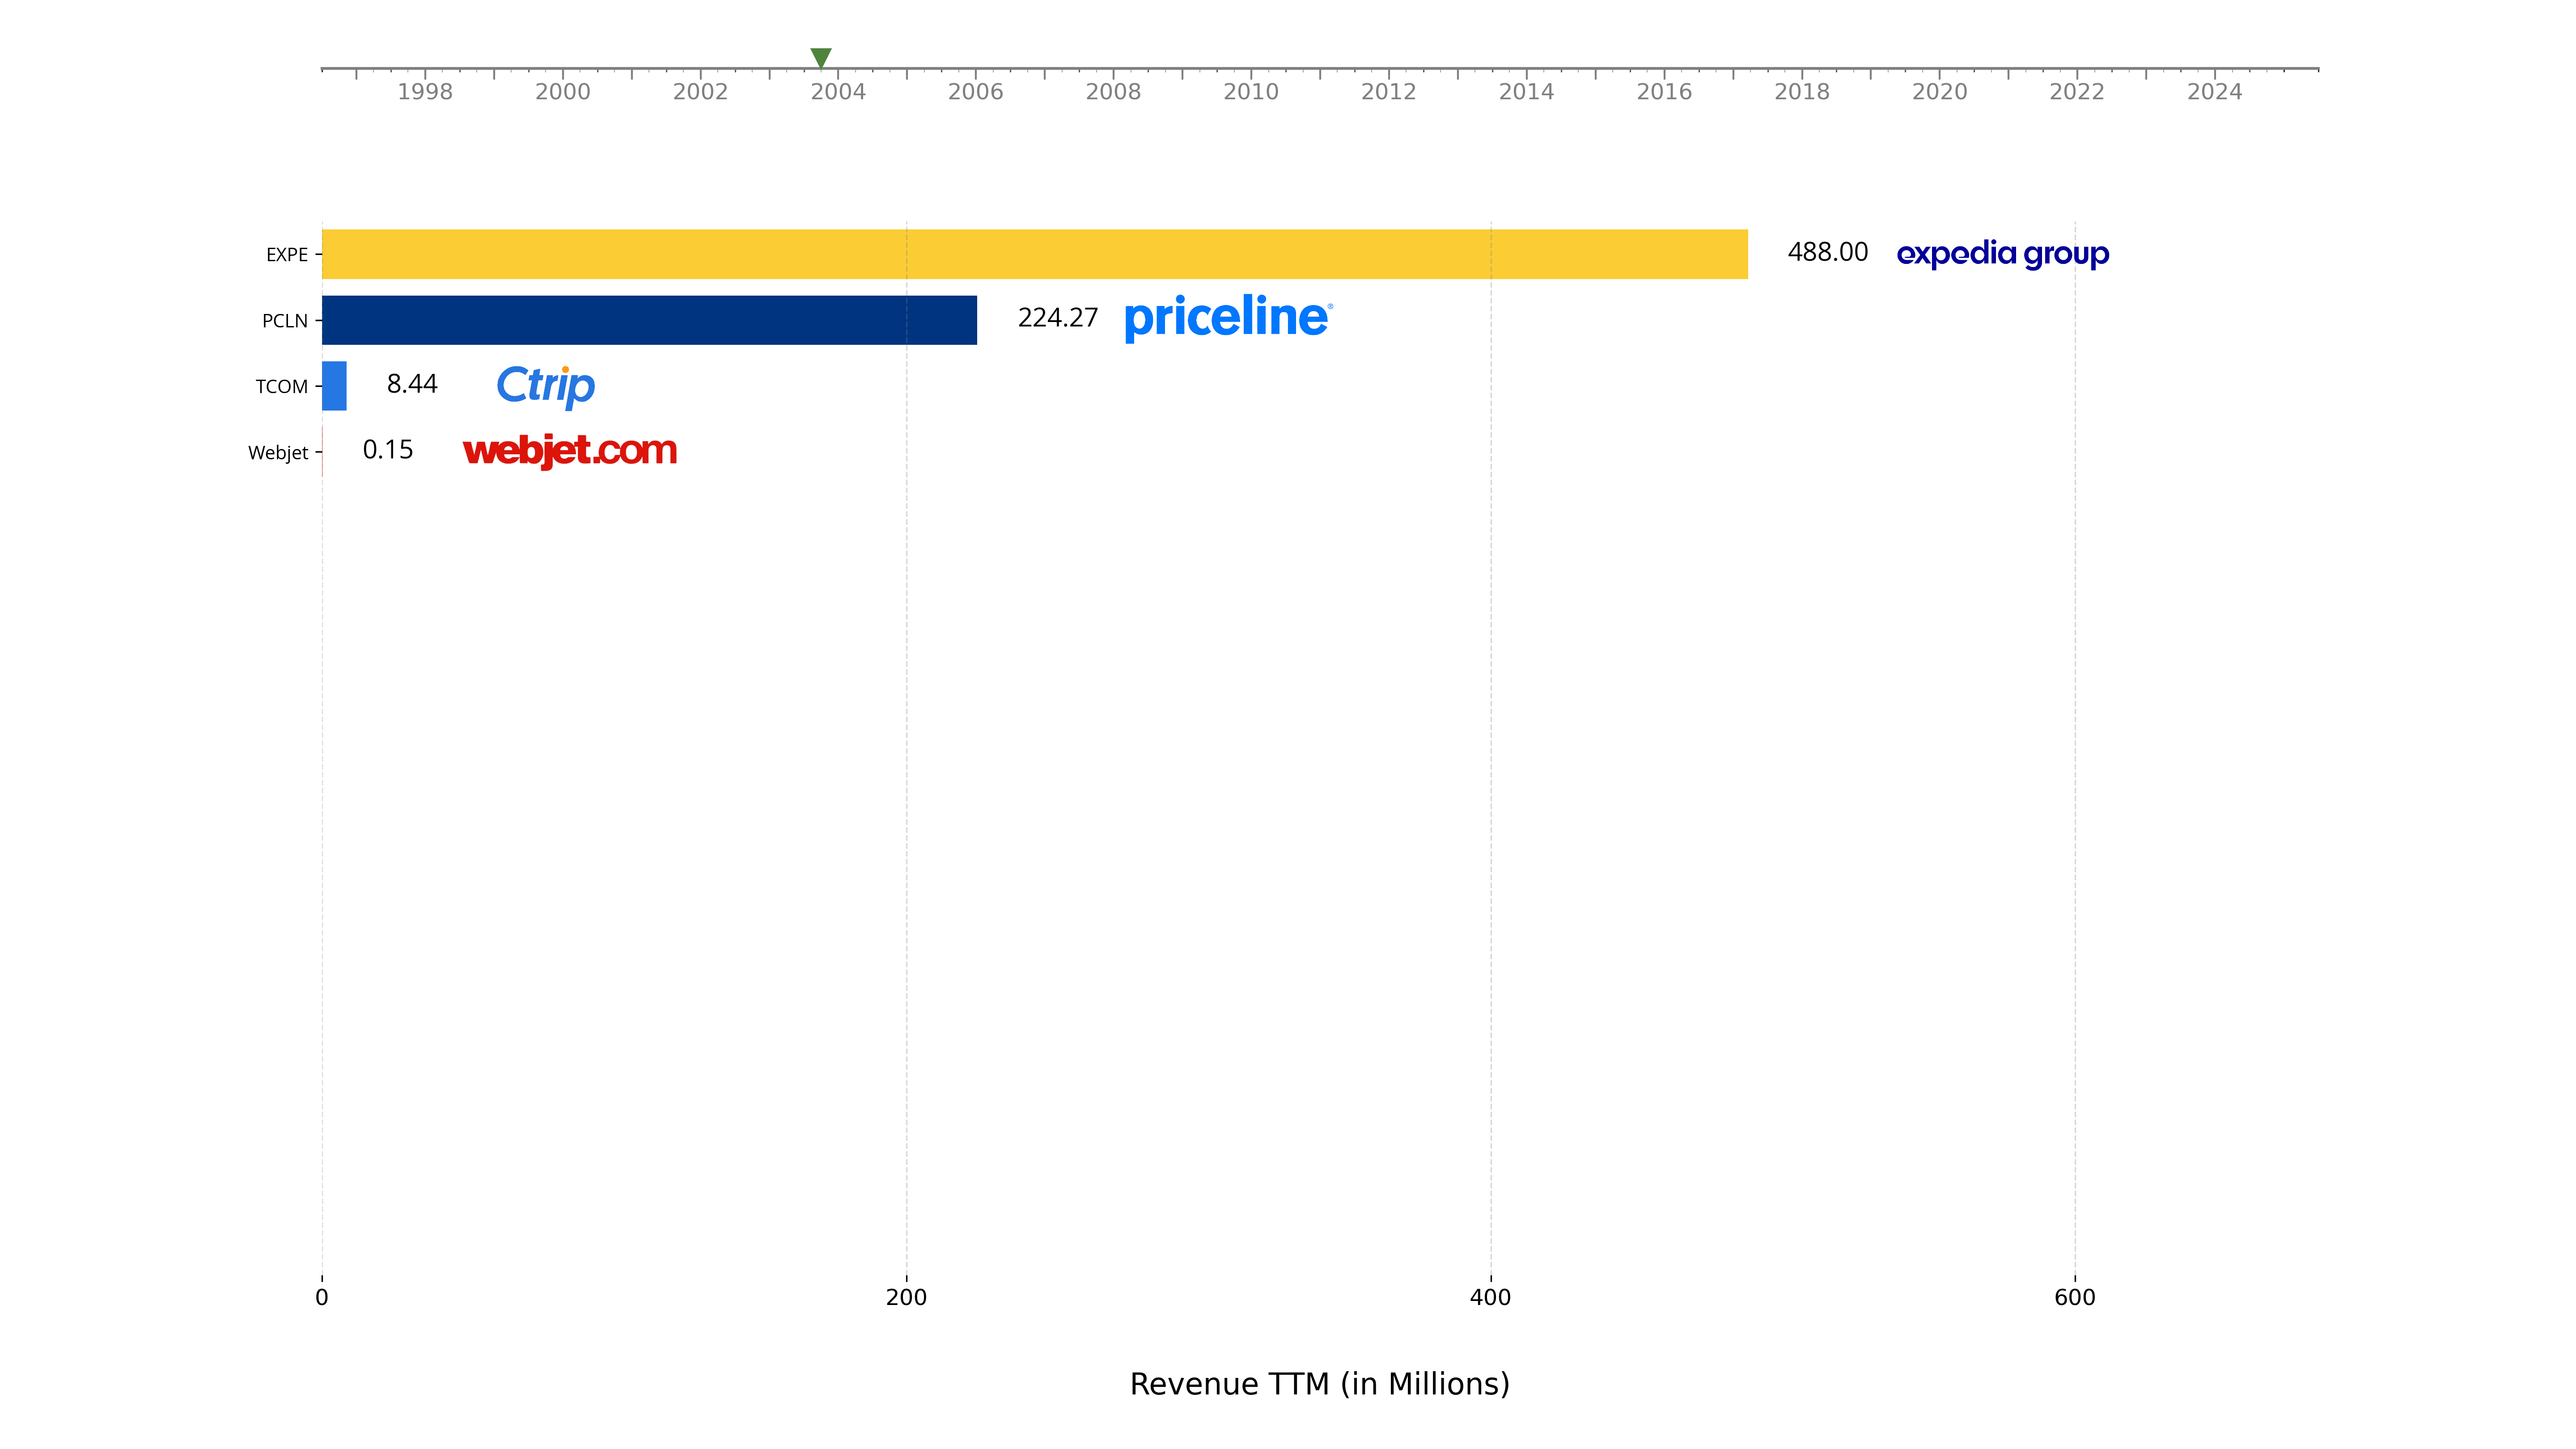 1998 2000 2002 2004 2006 2008 2010 2012 2014 2016 2018 2020 2022 2024
EXPE 488.00 expedia group
PCLN 224.27 priceline®
TCOM 8.44 Ctrip
Webjet 0.15 webjet.com
0 200 400 600
Revenue TTM (in Millions)